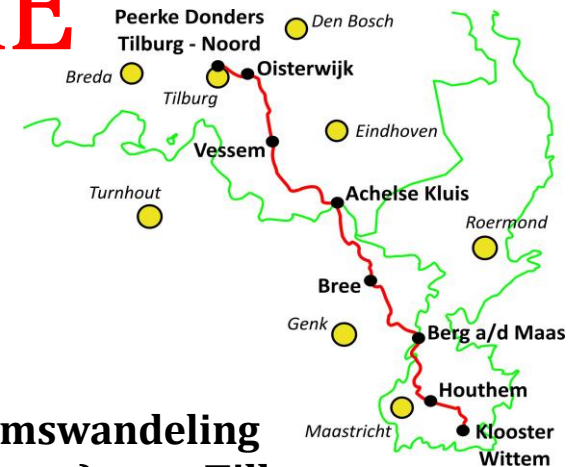 Peerke Donders
Tilburg - Noord
Den Bosch
Oisterwijk
Breda
Tilburg
Eindhoven
Vessem
Turnhout
Achelse Kluis
Roermond
Bree
Genk
Berg a/d Maas
Houthem
Maastricht
Klooster
Wittem
mswandeling